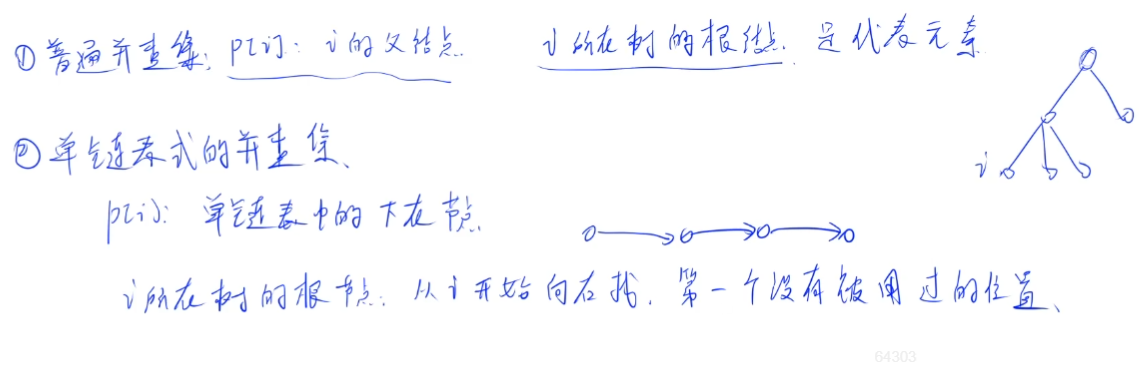 ① 普通并查集: p[i]: i的父结点 i所在树的根结点. 是代表元素
② 单链表式的并查集、
i
p[i]: 单链表中的下在节点
i所在树的根节点. 从i开始向右找. 第一个没有被用过的位置、
64303